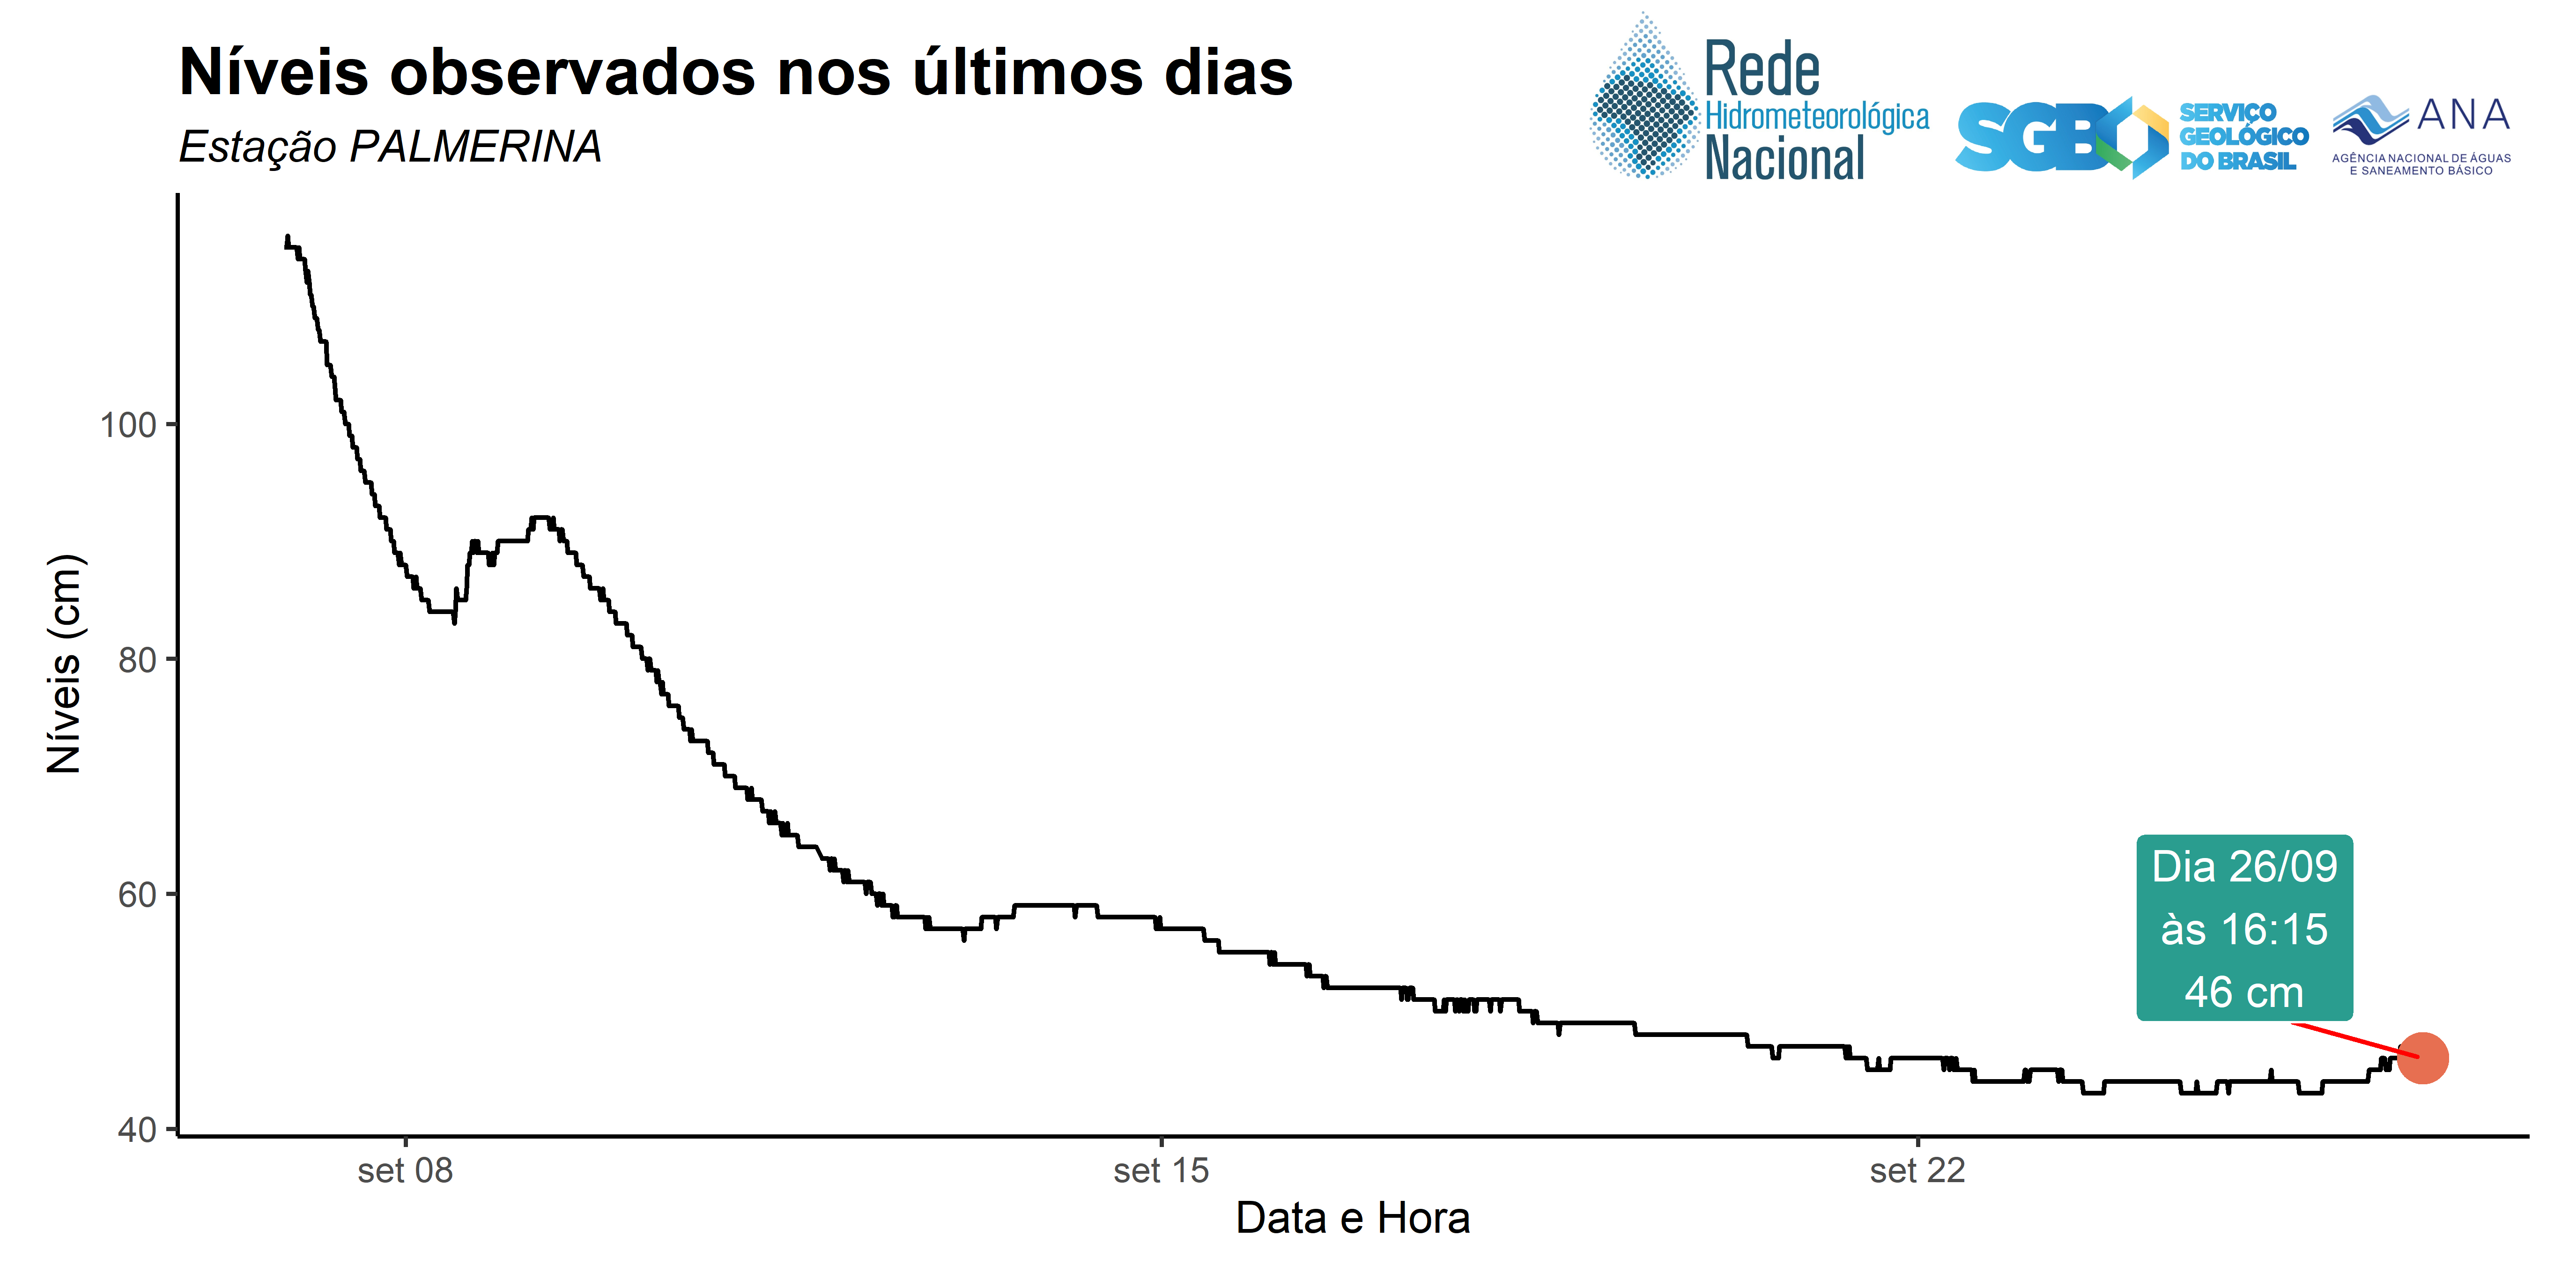 Níveis observados nos últimos dias
Estação PALMERINA
Rede
Hidrometeorológica
Nacional
SGB
SERVIÇO
GEOLÓGICO
DO BRASIL
ANA
AGÊNCIA NACIONAL DE ÁGUAS
E SANEAMENTO BÁSICO
Níveis (cm)
100
80
60
40
Dia 26/09
às 16:15
46 cm
set 08
set 15
set 22
Data e Hora